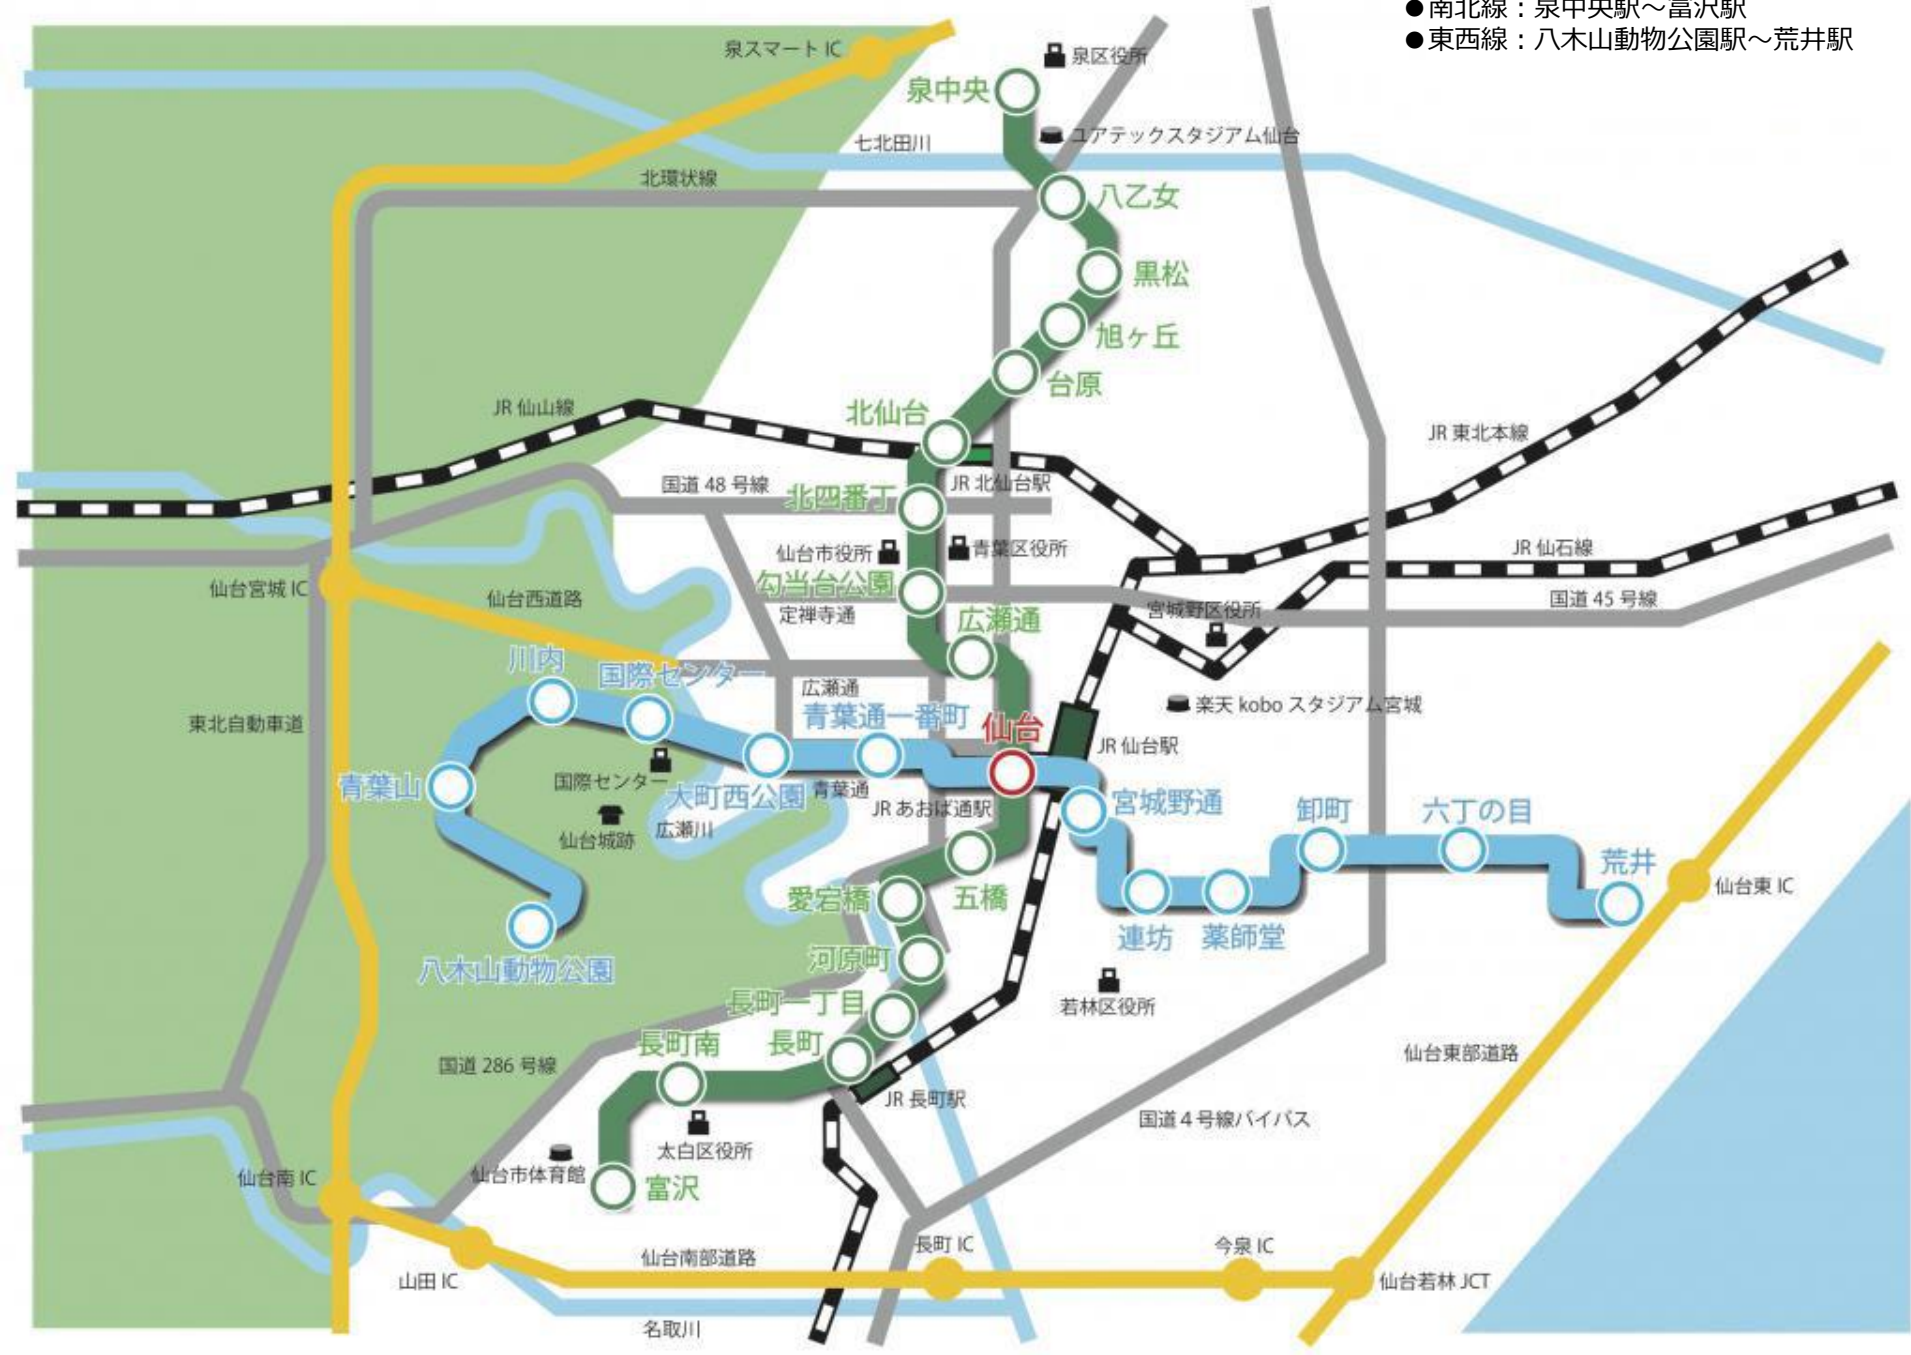 ●南北線：泉中央駅～富沢駅
●東西線：八木山動物公園駅～荒井駅
泉スマート IC
泉区役所
泉中央
ユアテックスタジアム仙台
七北田川
北環状線
八乙女
黒松
旭ヶ丘
台原
JR 仙山線
北仙台
JR 東北本線
国道 48 号線
JR 北仙台駅
北四番丁
仙台市役所
青葉区役所
JR 仙石線
仙台宮城 IC
勾当台公園
仙台西道路
国道 45 号線
定禅寺通
宮城野区役所
広瀬通
川内
国際センター
広瀬通
楽天 kobo スタジアム宮城
東北自動車道
青葉通一番町
仙台
JR 仙台駅
国際センター
青葉山
大町西公園
青葉通
JR あおば通駅
宮城野通
卸町
六丁の目
広瀬川
仙台城跡
荒井
仙台東 IC
愛宕橋
五橋
連坊
薬師堂
河原町
八木山動物公園
長町一丁目
若林区役所
長町南
長町
仙台東部道路
国道 286 号線
JR 長町駅
国道 4 号線バイパス
太白区役所
仙台南 IC
仙台市体育館
富沢
長町 IC
今泉 IC
仙台南部道路
山田 IC
仙台若林 JCT
名取川